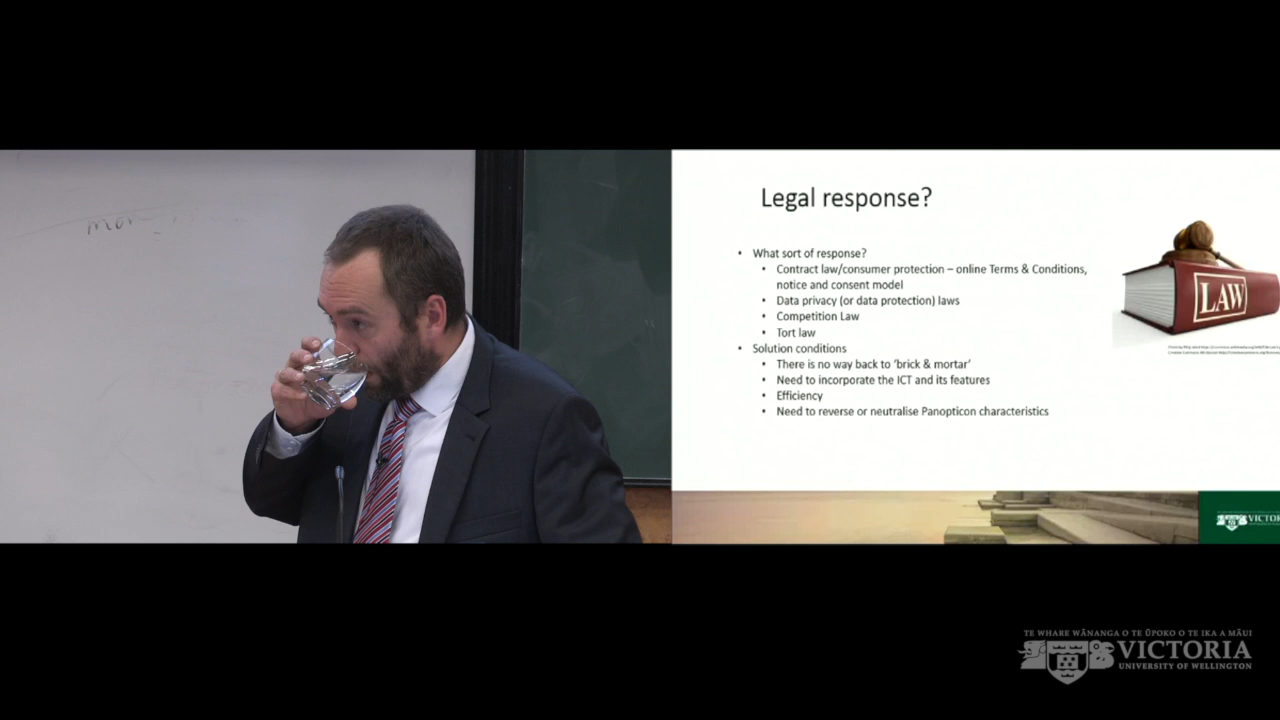 mor
Legal response?
• What sort of response?
• Contract law/consumer protection – online Terms & Conditions,
notice and consent model
• Data privacy (or data protection) laws
• Competition Law
• Tort law
• Solution conditions
• There is no way back to ‘brick & mortar’
• Need to incorporate the ICT and its features
• Efficiency
• Need to reverse or neutralise Panopticon characteristics
LAW
VICTOR
TE WHARE WĀNANGA O TE ŪPOKO O TE IKA A MĀUI
VICTORIA
UNIVERSITY OF WELLINGTON